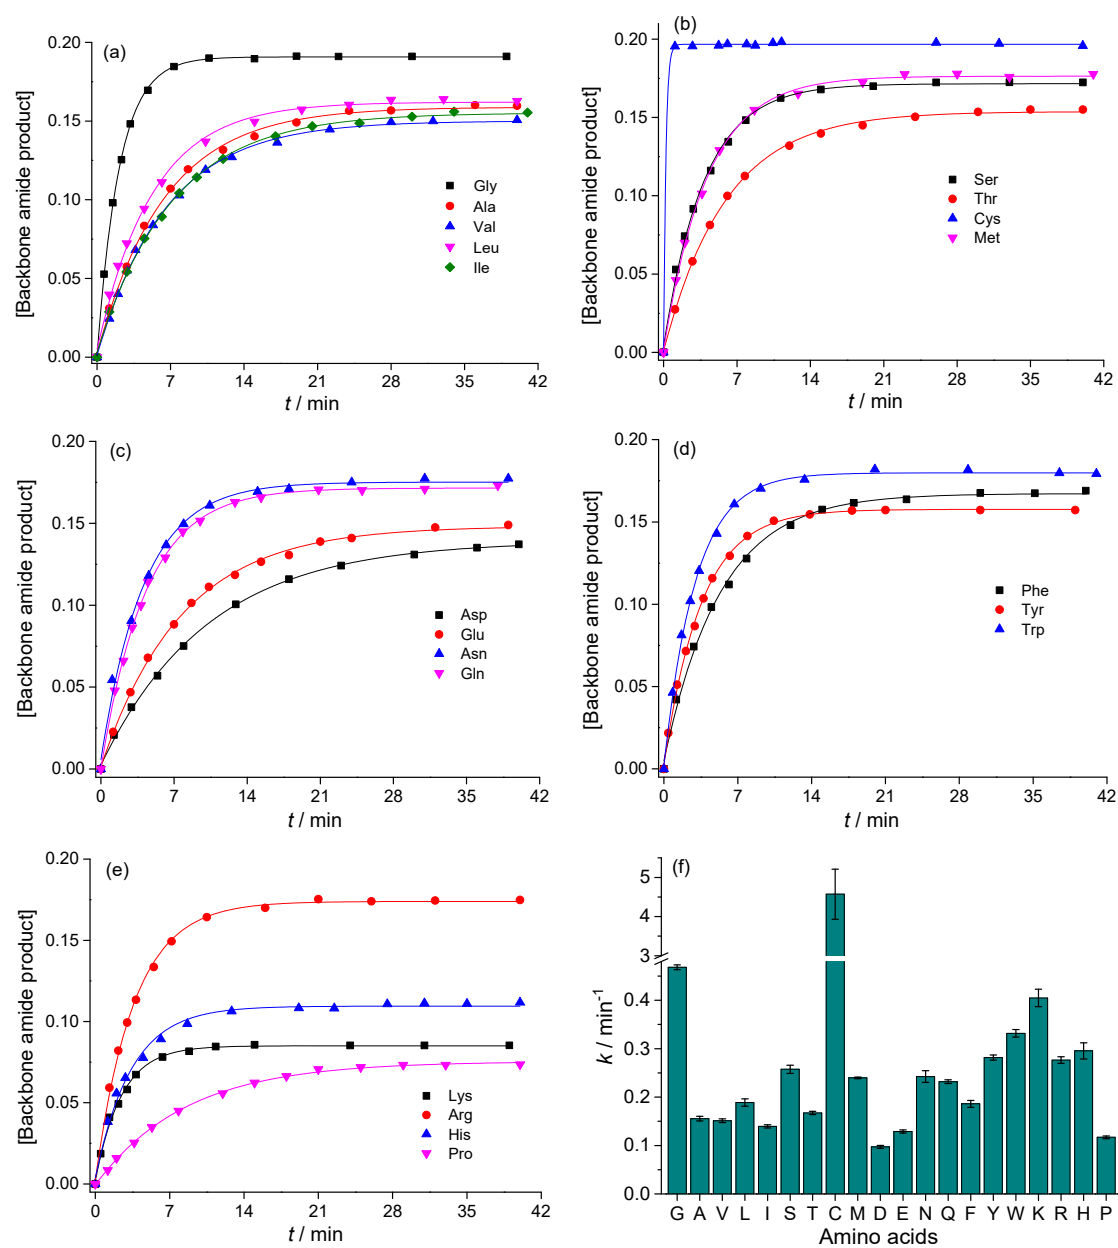 (a)
[Backbone amide product]
0.20
0.15
0.10
0.05
0.00
Gly
Ala
Val
Leu
Ile
0 7 14 21 28 35 42
t / min
(b)
[Backbone amide product]
0.20
0.15
0.10
0.05
0.00
Ser
Thr
Cys
Met
0 7 14 21 28 35 42
t / min
(c)
[Backbone amide product]
0.20
0.15
0.10
0.05
0.00
Asp
Glu
Asn
Gln
0 7 14 21 28 36 42
t / min
(d)
[Backbone amide product]
0.20
0.15
0.10
0.05
0.00
Phe
Tyr
Trp
0 7 14 21 28 35 42
t / min
(e)
[Backbone amide product]
0.20
0.15
0.10
0.05
0.00
Lys
Arg
His
Pro
0 7 14 21 28 35 42
t / min
(f)
k / min⁻¹
5
4
3
0.4
0.3
0.2
0.1
0.0
G A V L I S T C M D E N Q F Y W K R H P
Amino acids